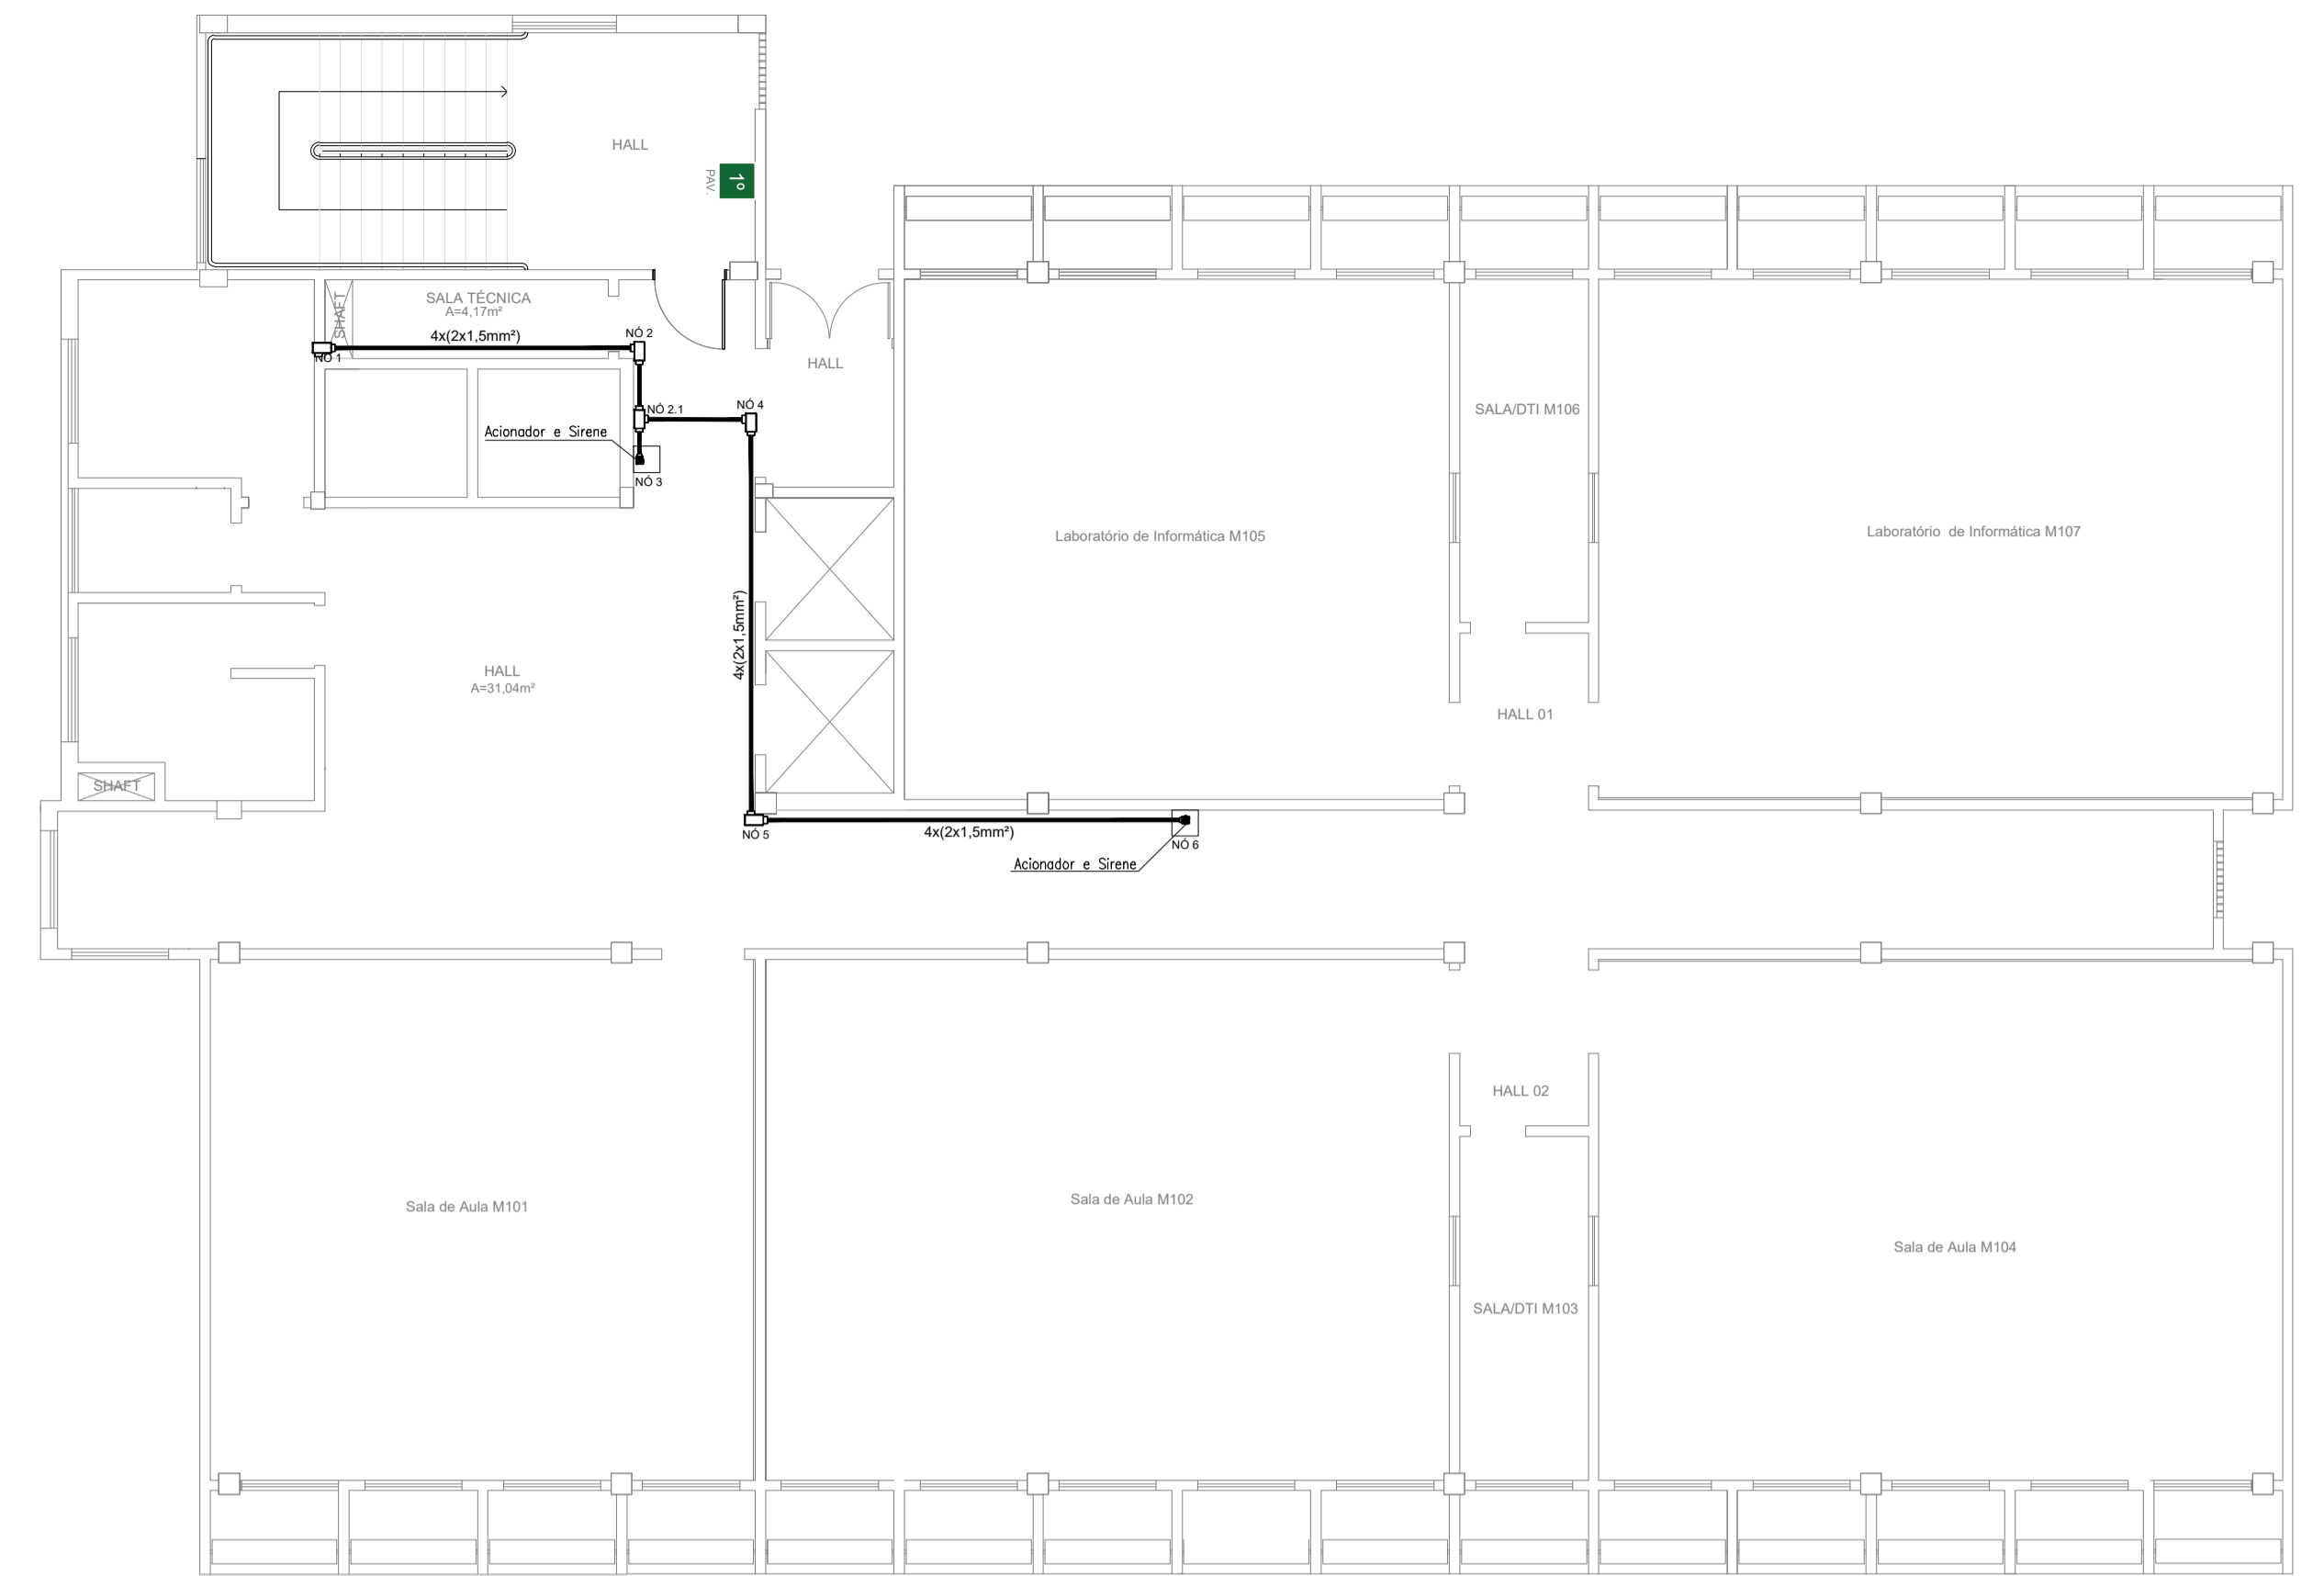 HALL
1º
PAV.
SHAFT
SALA TÉCNICA
A=4,17m²
4x(2x1,5mm²)
NÓ 2
NÓ 1
HALL
NÓ 2.1
NÓ 4
SALA/DTI M106
Acionador e Sirene
NÓ 3
Laboratório de Informática M105
Laboratório de Informática M107
4x(2x1,5mm²)
HALL
A=31,04m²
HALL 01
SHAFT
NÓ 5
4x(2x1,5mm²)
NÓ 6
Acionador e Sirene
HALL 02
Sala de Aula M101
Sala de Aula M102
Sala de Aula M104
SALA/DTI M103